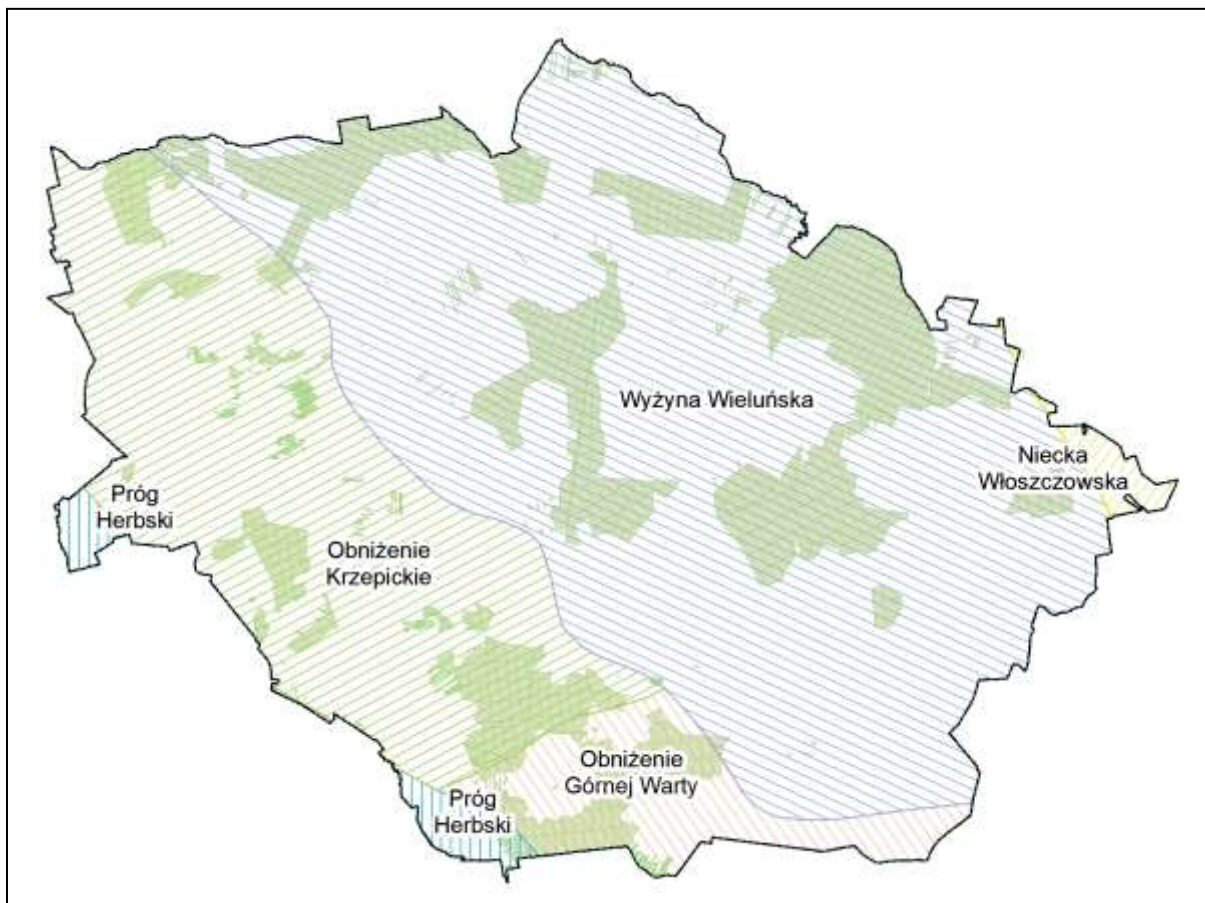 Wyżyna Wieluńska
Niecka
Włoszczowska
Próg
Herbski
Obniżenie
Krzepickie
Obniżenie
Górnej Warty
Próg
Herbski